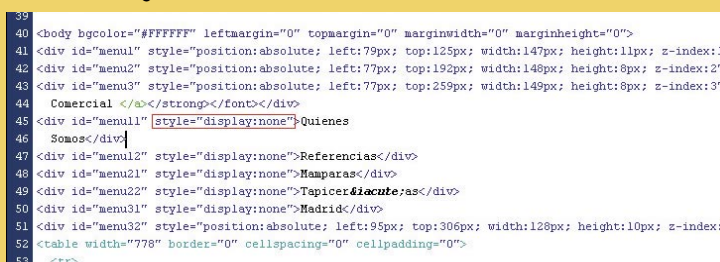 39
40 <body bgcolor="#FFFFFF" leftmargin="0" topmargin="0" marginwidth="0" marginheight="0">
41 <div id="menu1" style="position:absolute; left:79px; top:125px; width:147px; height:11px; z-index:
42 <div id="menu2" style="position:absolute; left:77px; top:192px; width:148px; height:8px; z-index:2"
43 <div id="menu3" style="position:absolute; left:77px; top:259px; width:149px; height:8px; z-index:3"
44 Comercial </a></strong></font></div>
45 <div id="menu11" style="display:none">Quienes
46 Somos</div>
47 <div id="menu12" style="display:none">Referencias</div>
48 <div id="menu21" style="display:none">Mamparas</div>
49 <div id="menu22" style="display:none">Tapicer&iacute;as</div>
50 <div id="menu31" style="display:none">Madrid</div>
51 <div id="menu32" style="position:absolute; left:95px; top:306px; width:128px; height:10px; z-index:
52 <table width="778" border="0" cellspacing="0" cellpadding="0">
53 <tr>